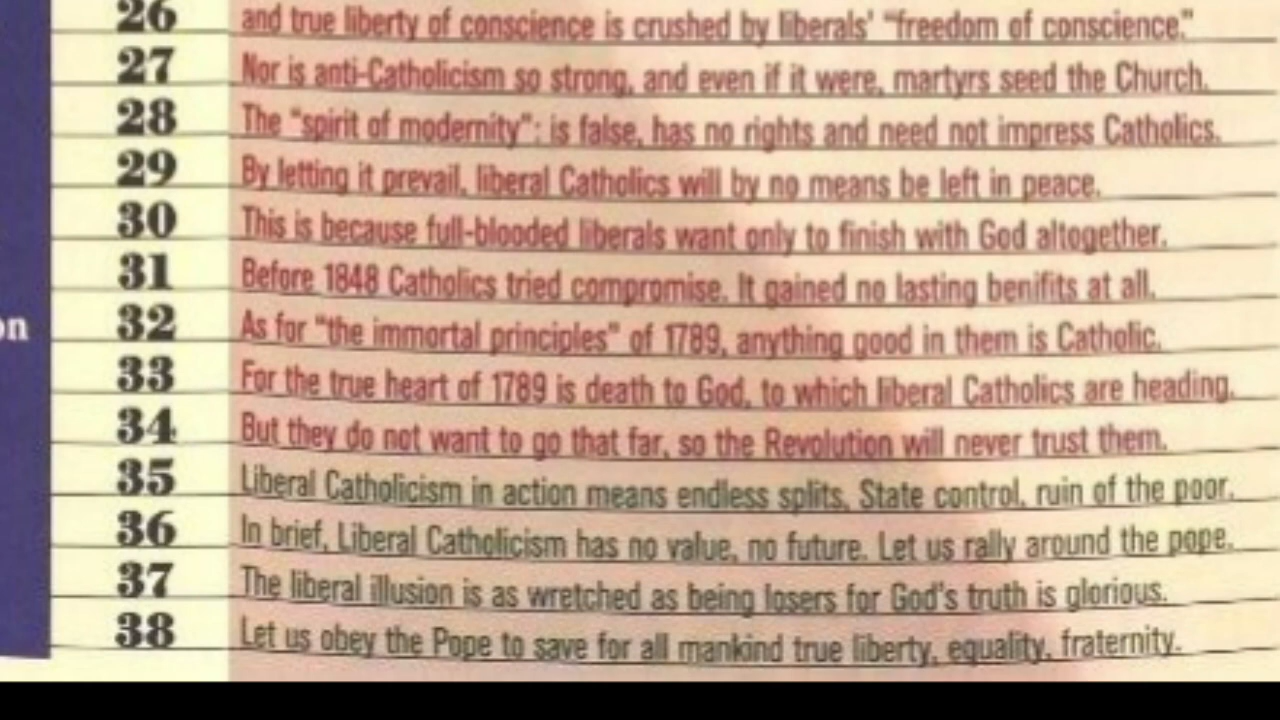 26 and true liberty of conscience is crushed by liberals' "freedom of conscience."
27 Nor is anti-Catholicism so strong, and even if it were, martyrs seed the Church.
28 The "spirit of modernity": is false, has no rights and need not impress Catholics.
29 By letting it prevail, liberal Catholics will by no means be left in peace.
30 This is because full-blooded liberals want only to finish with God altogether.
31 Before 1848 Catholics tried compromise. It gained no lasting benifits at all.
on
32 As for "the immortal principles" of 1789, anything good in them is Catholic.
33 For the true heart of 1789 is death to God, to which liberal Catholics are heading.
34 But they do not want to go that far, so the Revolution will never trust them.
35 Liberal Catholicism in action means endless splits, State control, ruin of the poor.
36 In brief, Liberal Catholicism has no value, no future. Let us rally around the pope.
37 The liberal illusion is as wretched as being losers for God's truth is glorious.
38 Let us obey the Pope to save for all mankind true liberty, equality, fraternity.